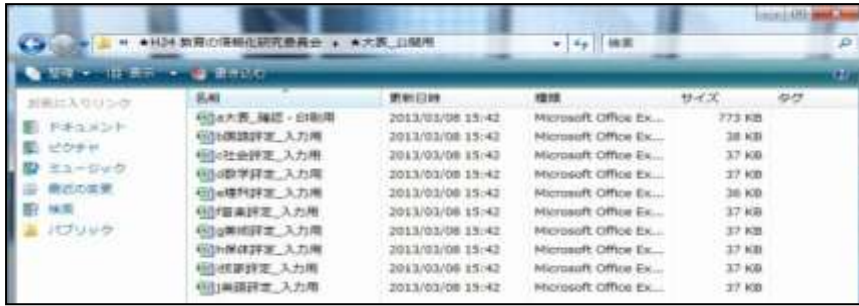 ★H24 教育の情報化研究委員会 ▸ ★大表_公開用
検索
整理 表示 書き込む
お気に入りリンク
ドキュメント
ピクチャ
ミュージック
最近の変更
検索
パブリック
名前 更新日時 種類 サイズ タグ
a大表_確認・印刷用 2013/03/08 15:42 Microsoft Office Ex... 773 KB
b国語評定_入力用 2013/03/08 15:42 Microsoft Office Ex... 38 KB
c社会評定_入力用 2013/03/08 15:42 Microsoft Office Ex... 37 KB
d数学評定_入力用 2013/03/08 15:42 Microsoft Office Ex... 37 KB
e理科評定_入力用 2013/03/08 15:42 Microsoft Office Ex... 38 KB
f音楽評定_入力用 2013/03/08 15:42 Microsoft Office Ex... 37 KB
g美術評定_入力用 2013/03/08 15:42 Microsoft Office Ex... 37 KB
h保体評定_入力用 2013/03/08 15:42 Microsoft Office Ex... 37 KB
i技家評定_入力用 2013/03/08 15:42 Microsoft Office Ex... 37 KB
j英語評定_入力用 2013/03/08 15:42 Microsoft Office Ex... 37 KB